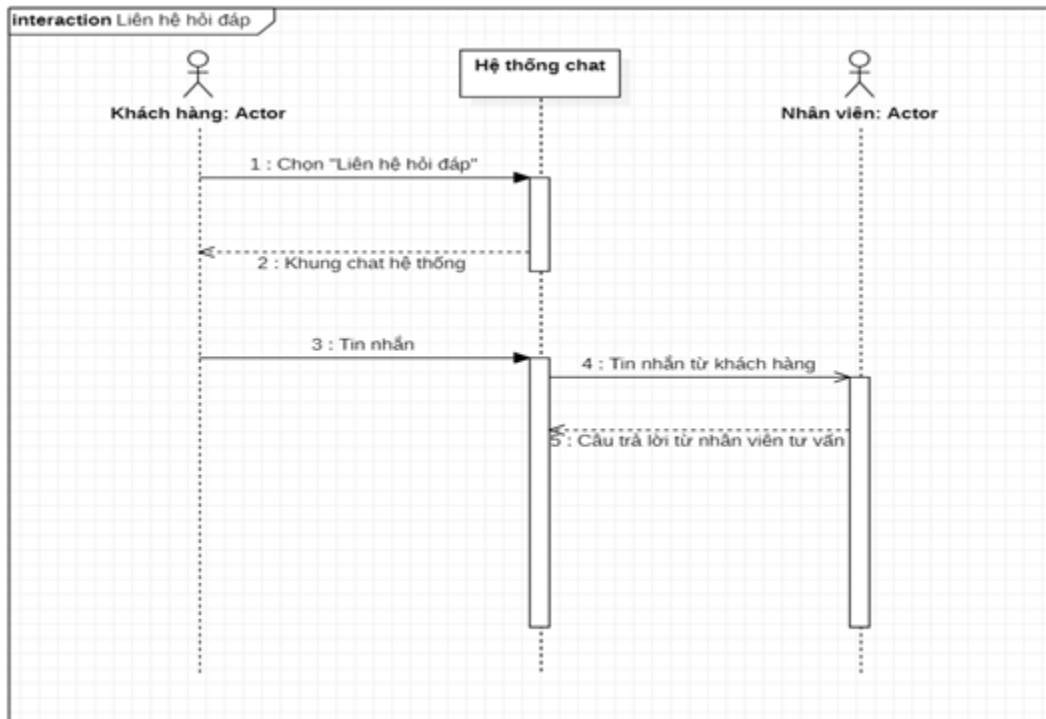 interaction Liên hệ hỏi đáp
Hệ thống chat
Khách hàng: Actor
Nhân viên: Actor
1 : Chọn "Liên hệ hỏi đáp"
2 : Khung chat hệ thống
3 : Tin nhắn
4 : Tin nhắn từ khách hàng
5 : Câu trả lời từ nhân viên tư vấn